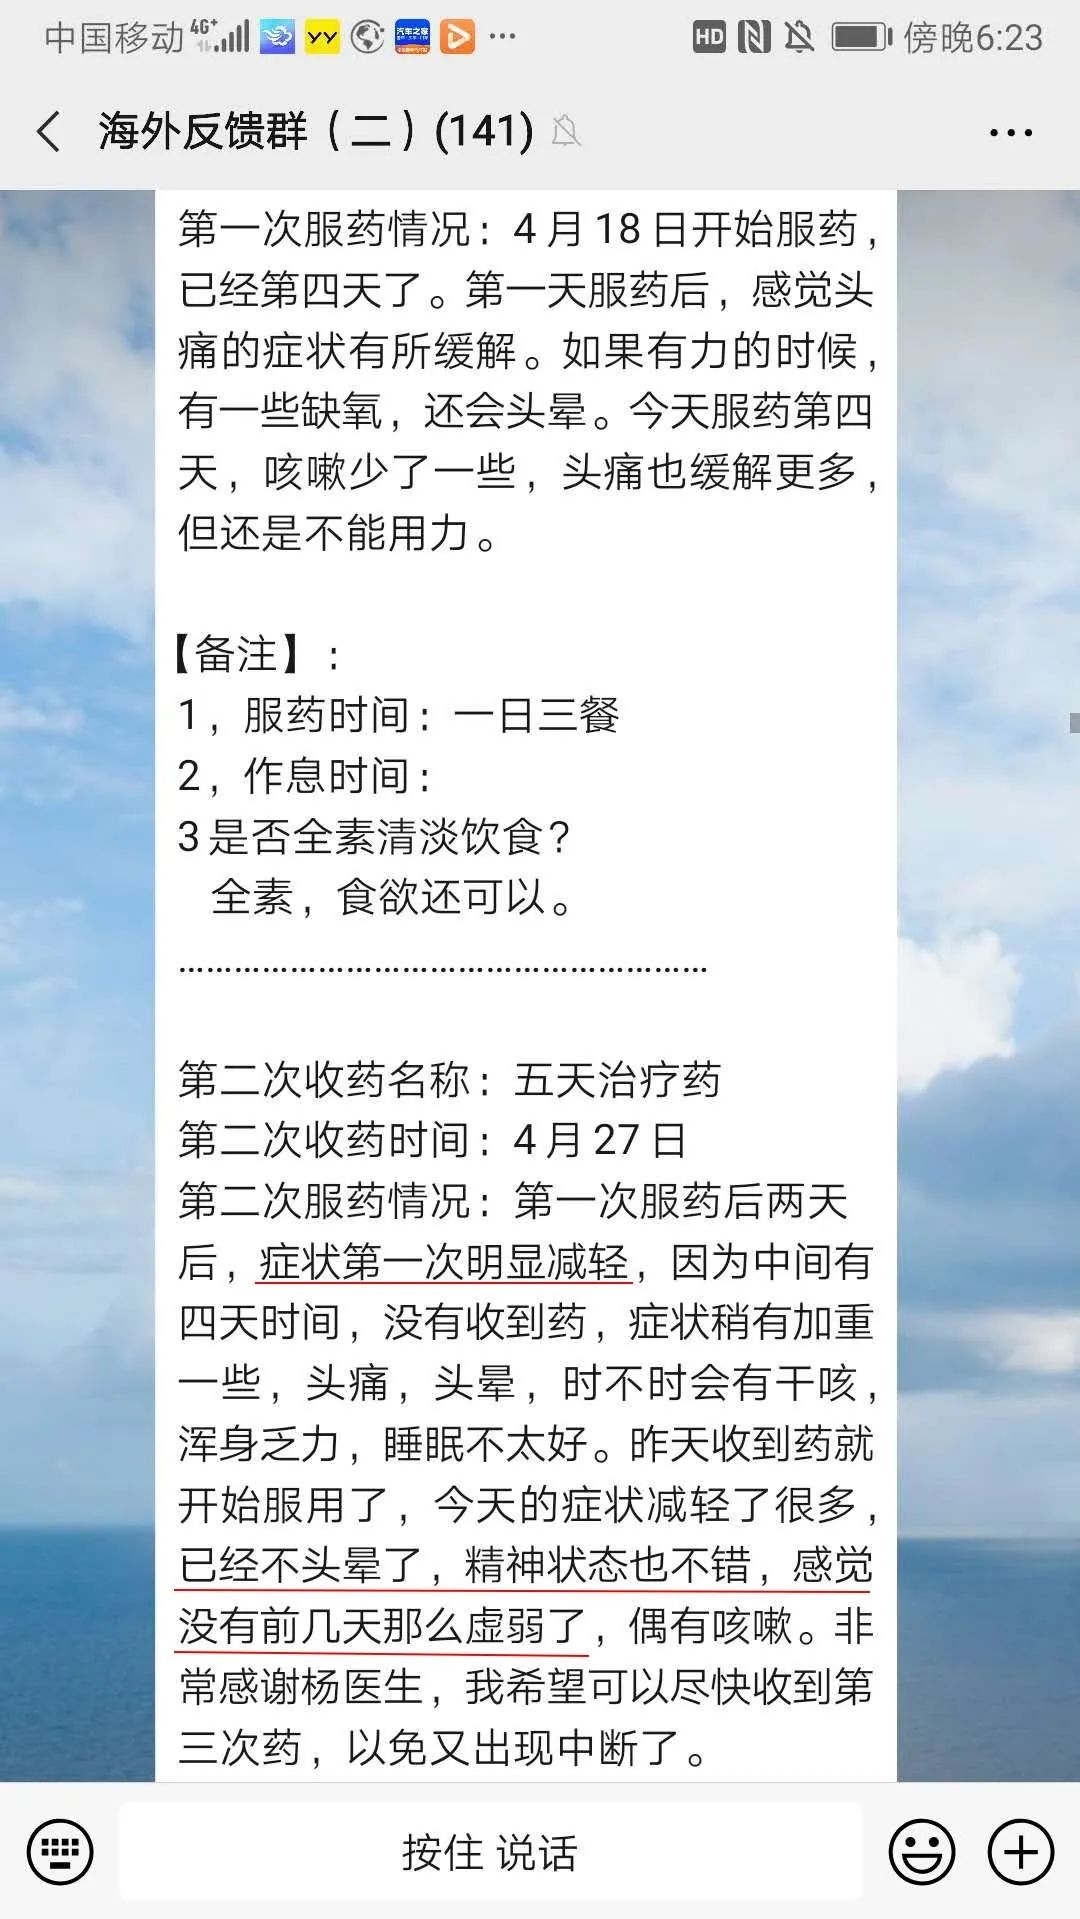 中国移动 4G+ YY 汽车之家 ··· HD 傍晚6:23
海外反馈群（二）(141)
第一次服药情况：4月18日开始服药，
已经第四天了。第一天服药后，感觉头
痛的症状有所缓解。如果有力的时候，
有一些缺氧，还会头晕。今天服药第四
天，咳嗽少了一些，头痛也缓解更多，
但还是不能用力。
【备注】：
1，服药时间：一日三餐
2，作息时间：
3是否全素清淡饮食？
全素，食欲还可以。
………………………………………………
第二次收药名称：五天治疗药
第二次收药时间：4月27日
第二次服药情况：第一次服药后两天
后，症状第一次明显减轻，因为中间有
四天时间，没有收到药，症状稍有加重
一些，头痛，头晕，时不时会有干咳，
浑身乏力，睡眠不太好。昨天收到药就
开始服用了，今天的症状减轻了很多，
已经不头晕了，精神状态也不错，感觉
没有前几天那么虚弱了，偶有咳嗽。非
常感谢杨医生，我希望可以尽快收到第
三次药，以免又出现中断了。
按住 说话